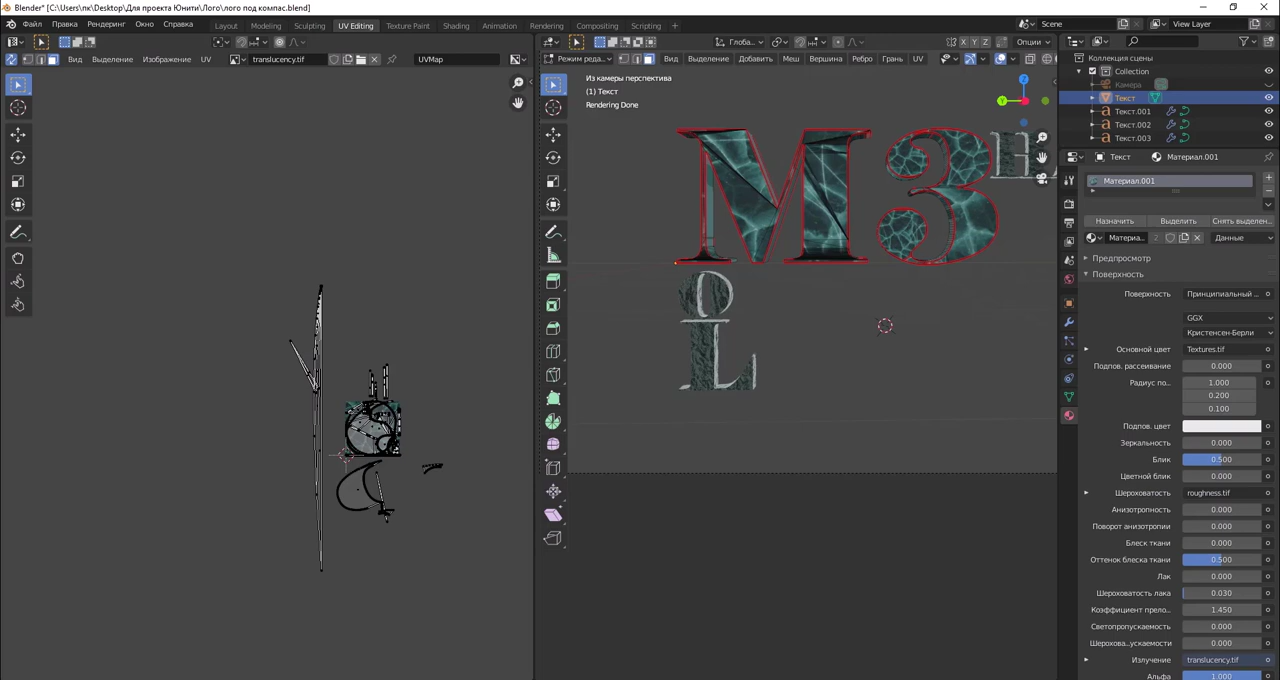 Blender* [C:\Users\пк\Desktop\Для проекта Юнити\Лого\лого под компас.blend]
Файл Правка Рендеринг Окно Справка Layout Modeling Sculpting UV Editing Texture Paint Shading Animation Rendering Compositing Scripting + Scene View Layer
Глоба... X Y Z Опции
Вид Выделение Изображение UV translucency.tif UVMap
Режим реда... Вид Выделение Добавить Меш Вершина Ребро Грань UV
Коллекция сцены
Collection
Камера
Текст
Текст.001
Текст.002
Текст.003
Из камеры перспектива
(1) Текст
Rendering Done
Z
Y
МЗ
О
L
Текст Материал.001
Материал.001
Назначить Выделить Снять выделен...
Материа... 2 Данные
Предпросмотр
Поверхность
Поверхность Принципиальный ...
GGX
Кристенсен-Берли
Основной цвет Textures.tif
Подпов. рассеивание 0.000
Радиус по... 1.000
0.200
0.100
Подпов. цвет
Зеркальность 0.000
Блик 0.500
Цветной блик 0.000
Шероховатость roughness.tif
Анизотропность 0.000
Поворот анизотропии 0.000
Блеск ткани 0.000
Оттенок блеска ткани 0.500
Лак 0.000
Шероховатость лака 0.030
Коэффициент прело... 1.450
Светопропускаемость 0.000
Шерохова...ускаемости 0.000
Излучение translucency.tif
Альфа 1.000